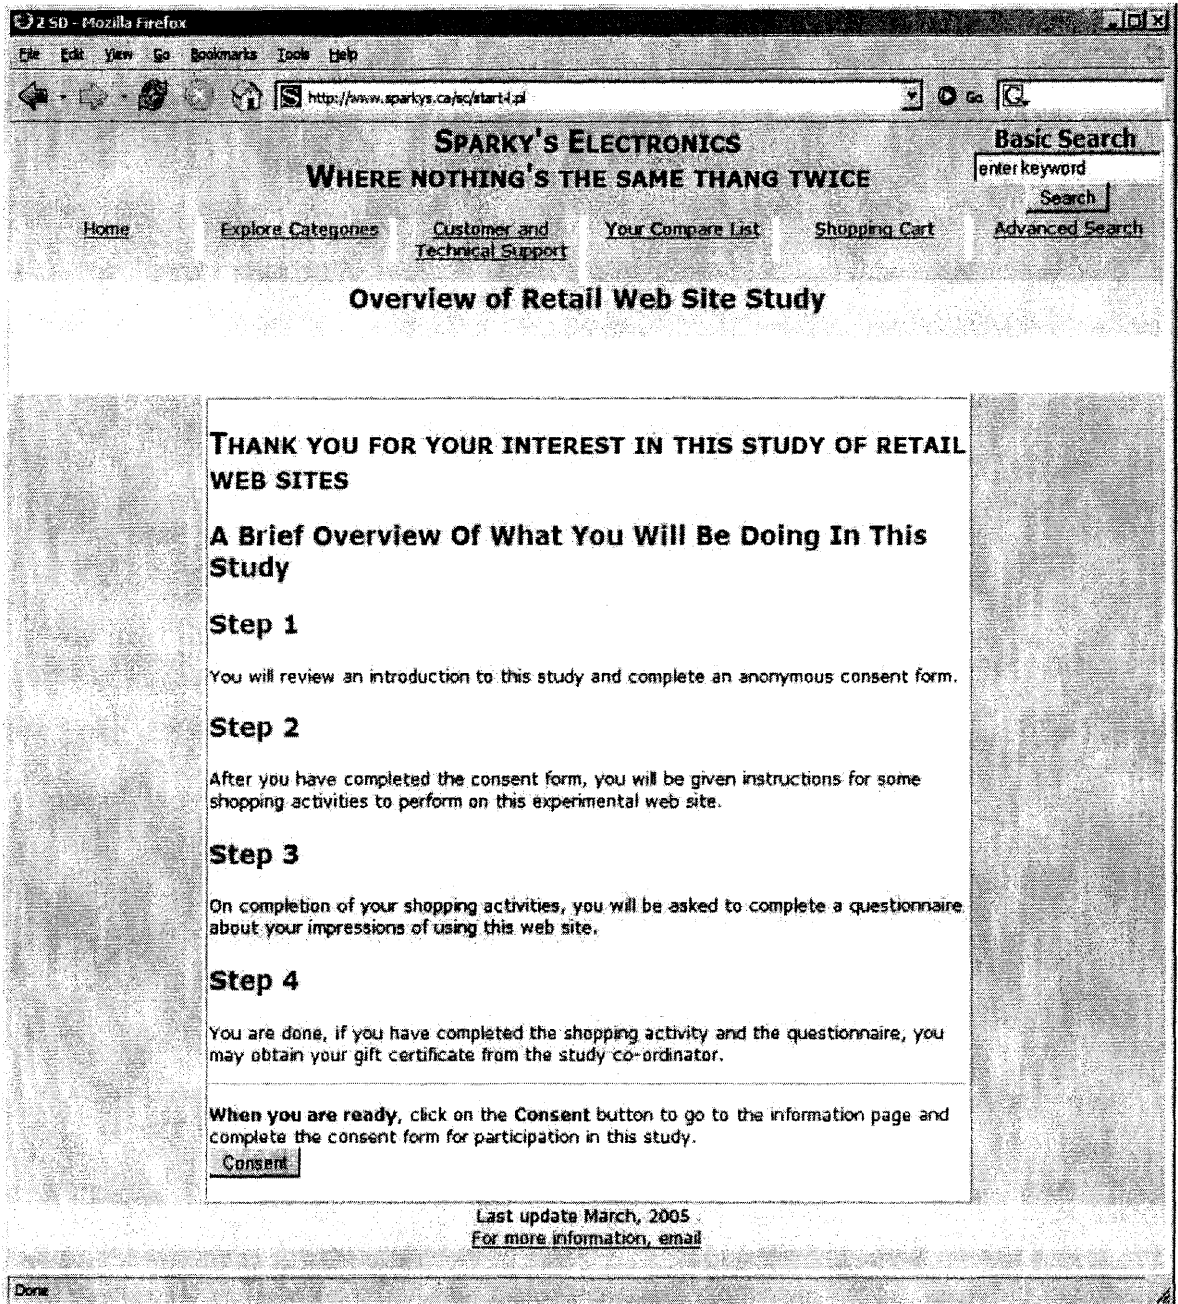 2 SD - Mozilla Firefox
File Edit View Go Bookmarks Tools Help
http://www.sparkys.ca/sc/start-l.pl Go
SPARKY'S ELECTRONICS
WHERE NOTHING'S THE SAME THANG TWICE
Basic Search
enter keyword
Search
Home Explore Categories Customer and Technical Support Your Compare List Shopping Cart Advanced Search
Overview of Retail Web Site Study
THANK YOU FOR YOUR INTEREST IN THIS STUDY OF RETAIL
WEB SITES
A Brief Overview Of What You Will Be Doing In This
Study
Step 1
You will review an introduction to this study and complete an anonymous consent form.
Step 2
After you have completed the consent form, you will be given instructions for some
shopping activities to perform on this experimental web site.
Step 3
On completion of your shopping activities, you will be asked to complete a questionnaire
about your impressions of using this web site.
Step 4
You are done, if you have completed the shopping activity and the questionnaire, you
may obtain your gift certificate from the study co-ordinator.
When you are ready, click on the Consent button to go to the information page and
complete the consent form for participation in this study.
Consent
Last update March, 2005
For more information, email
Done